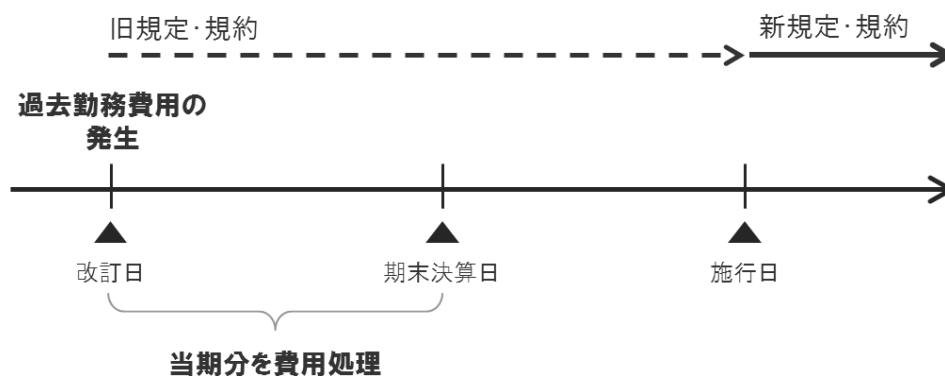 旧規定･規約
新規定･規約
過去勤務費用の
発生
改訂日
期末決算日
施行日
当期分を費用処理